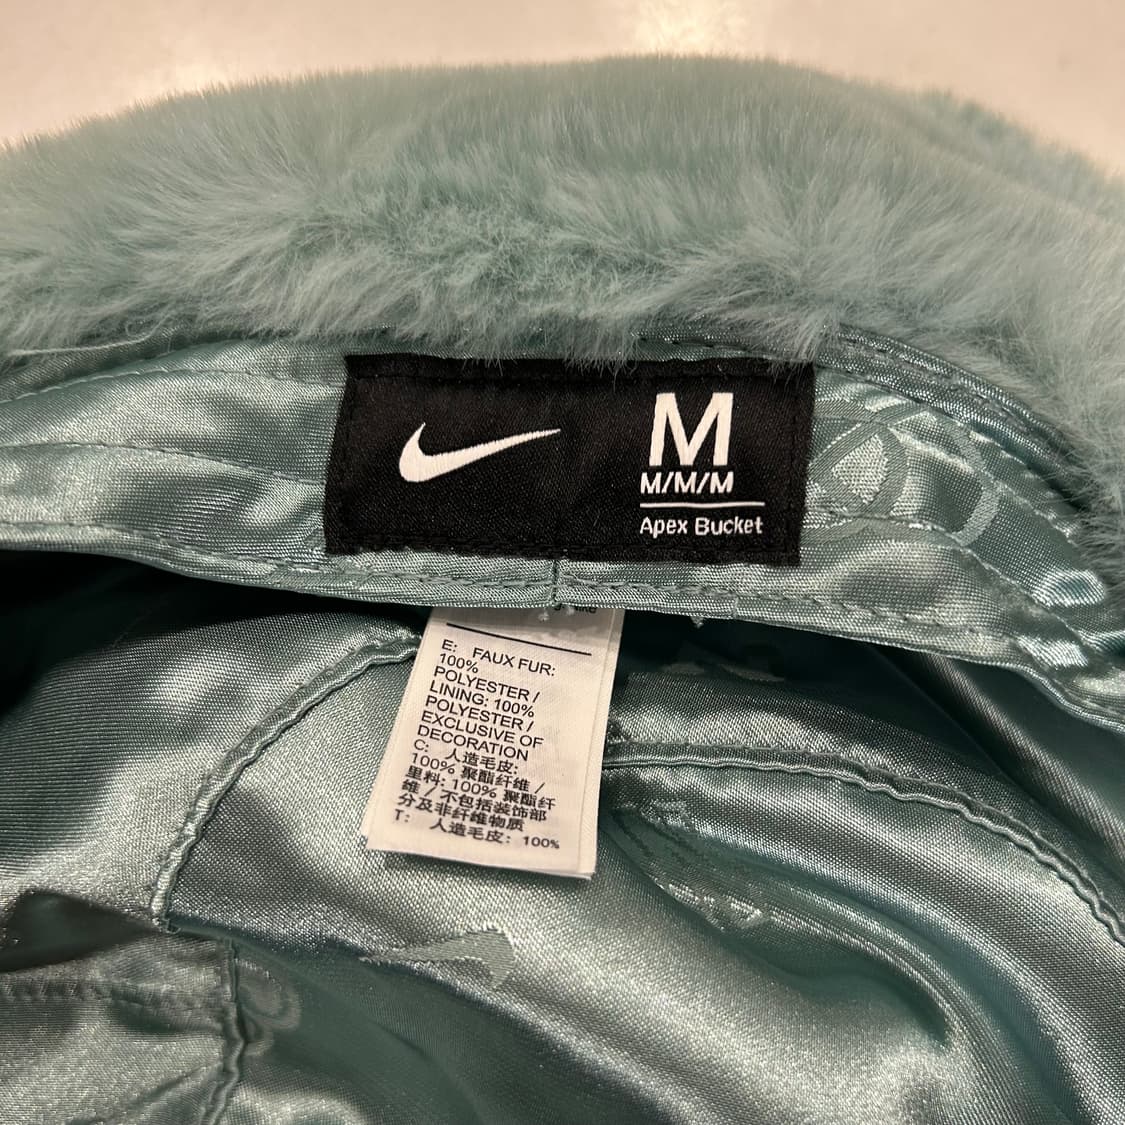 M
M/M/M
Apex Bucket
E: FAUX FUR:
100%
POLYESTER /
LINING: 100%
POLYESTER /
EXCLUSIVE OF
DECORATION
C: 人造毛皮:
100% 聚酯纤维 /
里料: 100% 聚酯纤
维 / 不包括装饰部
分及非纤维物质
T: 人造毛皮: 100%